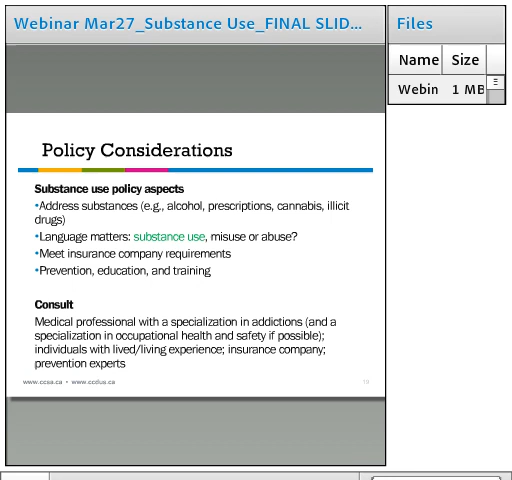 Webinar Mar27_Substance Use_FINAL SLID...
Files
Name Size
Webin 1 MB
Policy Considerations
Substance use policy aspects
•Address substances (e.g., alcohol, prescriptions, cannabis, illicit
drugs)
•Language matters: substance use, misuse or abuse?
•Meet insurance company requirements
•Prevention, education, and training
Consult
Medical professional with a specialization in addictions (and a
specialization in occupational health and safety if possible);
individuals with lived/living experience; insurance company;
prevention experts
www.ccsa.ca • www.ccdus.ca